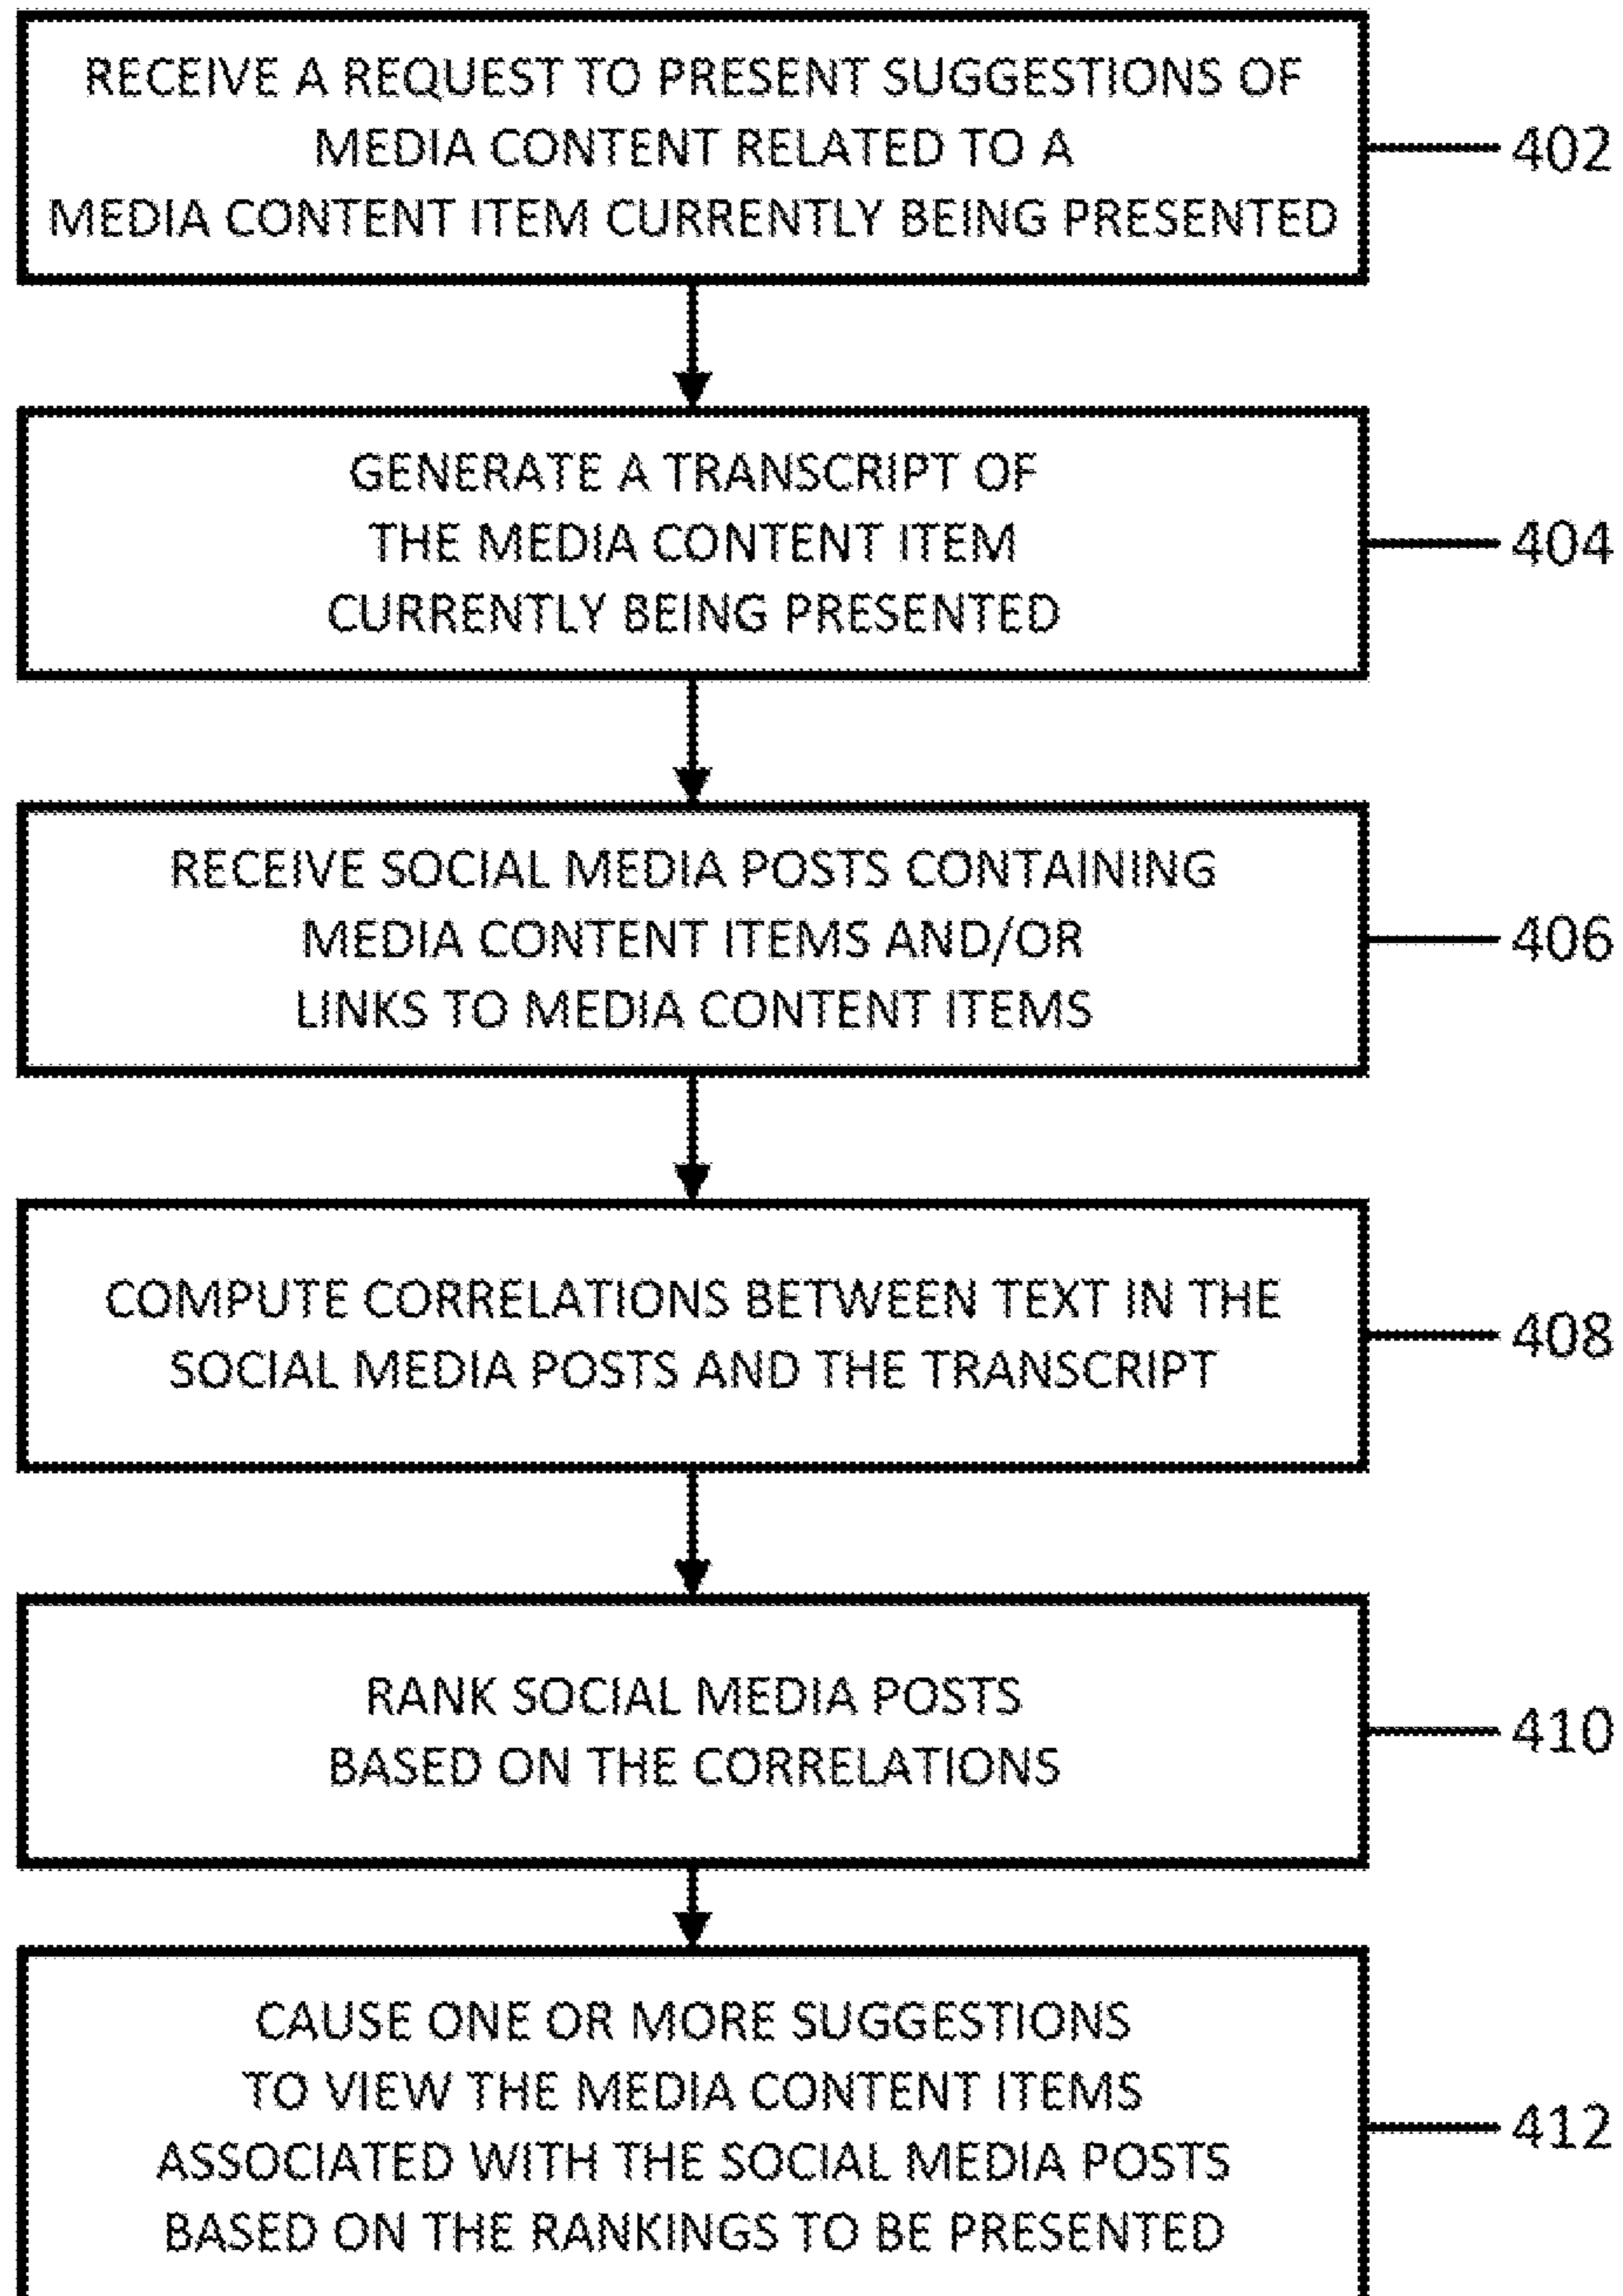 RECEIVE A REQUEST TO PRESENT SUGGESTIONS OF
MEDIA CONTENT RELATED TO A
MEDIA CONTENT ITEM CURRENTLY BEING PRESENTED
402
GENERATE A TRANSCRIPT OF
THE MEDIA CONTENT ITEM
CURRENTLY BEING PRESENTED
404
RECEIVE SOCIAL MEDIA POSTS CONTAINING
MEDIA CONTENT ITEMS AND/OR
LINKS TO MEDIA CONTENT ITEMS
406
COMPUTE CORRELATIONS BETWEEN TEXT IN THE
SOCIAL MEDIA POSTS AND THE TRANSCRIPT
408
RANK SOCIAL MEDIA POSTS
BASED ON THE CORRELATIONS
410
CAUSE ONE OR MORE SUGGESTIONS
TO VIEW THE MEDIA CONTENT ITEMS
ASSOCIATED WITH THE SOCIAL MEDIA POSTS
BASED ON THE RANKINGS TO BE PRESENTED
412